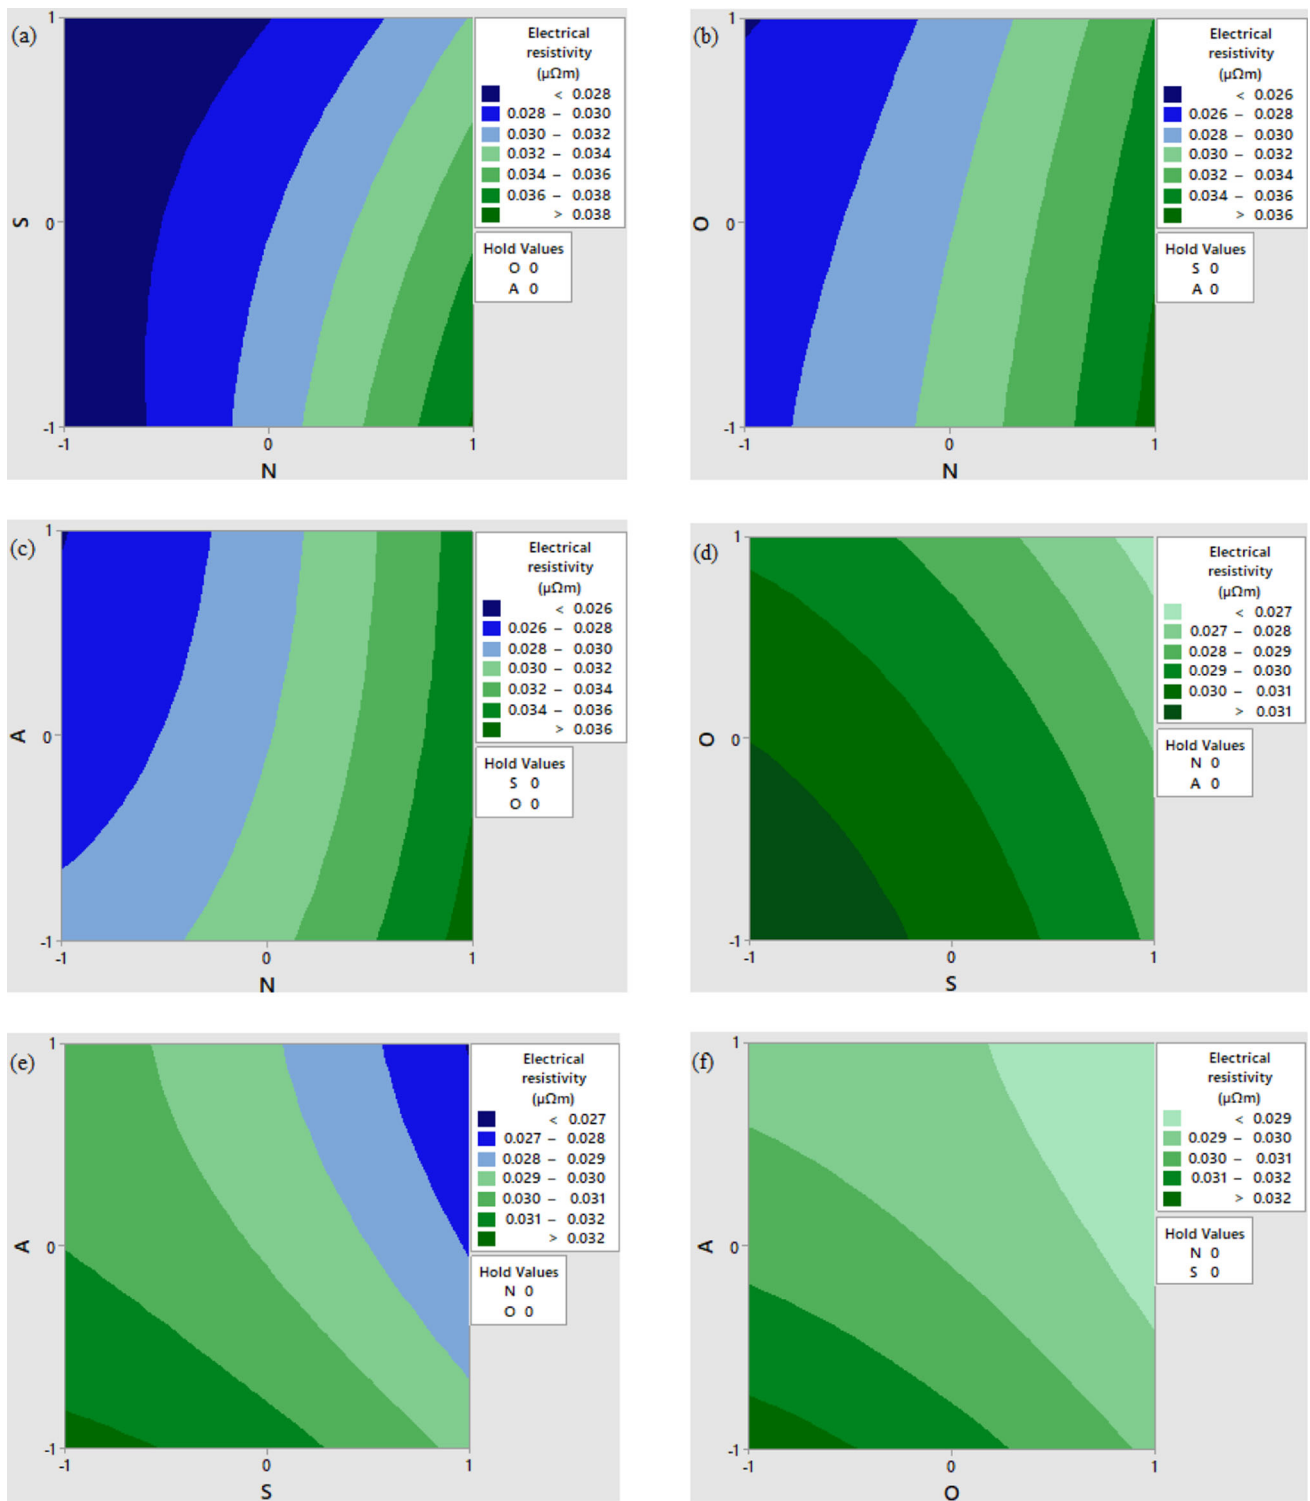 (a)
1
0
-1
S
-1
0
1
N
Electrical
resistivity
(μΩm)
< 0.028
0.028 – 0.030
0.030 – 0.032
0.032 – 0.034
0.034 – 0.036
0.036 – 0.038
> 0.038
Hold Values
O 0
A 0
(b)
1
0
-1
O
-1
0
1
N
Electrical
resistivity
(μΩm)
< 0.026
0.026 – 0.028
0.028 – 0.030
0.030 – 0.032
0.032 – 0.034
0.034 – 0.036
> 0.036
Hold Values
S 0
A 0
(c)
1
0
-1
A
-1
0
1
N
Electrical
resistivity
(μΩm)
< 0.026
0.026 – 0.028
0.028 – 0.030
0.030 – 0.032
0.032 – 0.034
0.034 – 0.036
> 0.036
Hold Values
S 0
O 0
(d)
1
0
-1
O
-1
0
1
S
Electrical
resistivity
(μΩm)
< 0.027
0.027 – 0.028
0.028 – 0.029
0.029 – 0.030
0.030 – 0.031
> 0.031
Hold Values
N 0
A 0
(e)
1
0
-1
A
-1
0
1
S
Electrical
resistivity
(μΩm)
< 0.027
0.027 – 0.028
0.028 – 0.029
0.029 – 0.030
0.030 – 0.031
0.031 – 0.032
> 0.032
Hold Values
N 0
O 0
(f)
1
0
-1
A
-1
0
1
O
Electrical
resistivity
(μΩm)
< 0.029
0.029 – 0.030
0.030 – 0.031
0.031 – 0.032
> 0.032
Hold Values
N 0
S 0